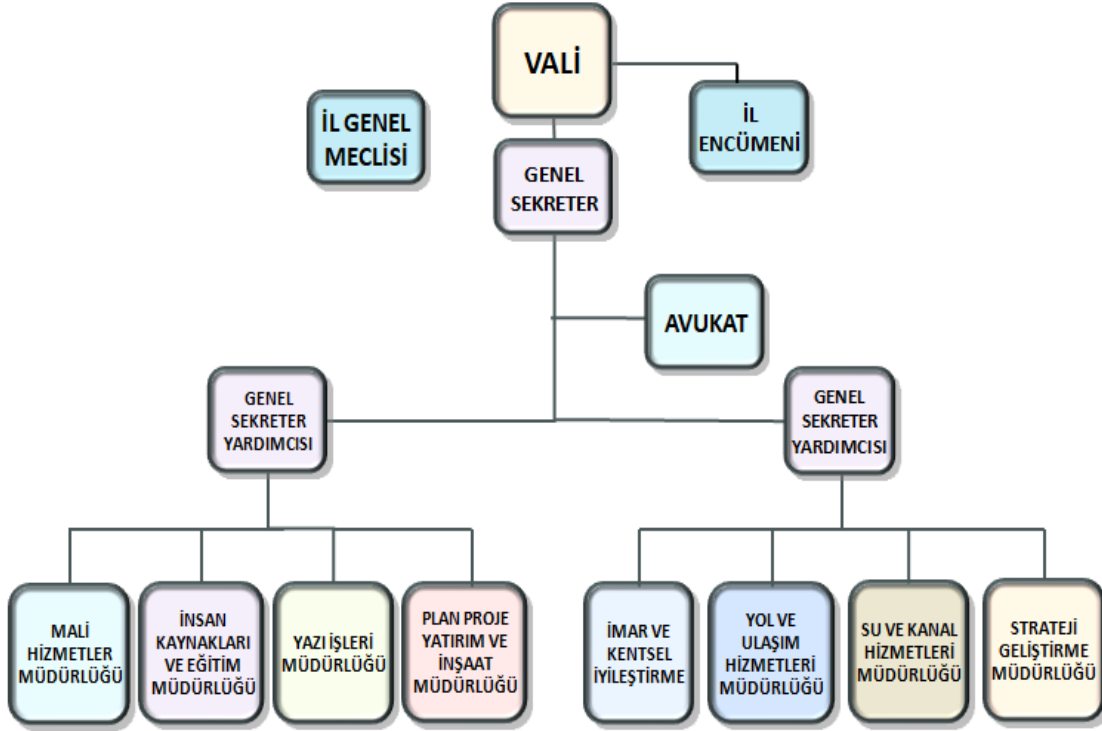 VALİ
İL GENEL
MECLİSİ
İL
ENCÜMENİ
GENEL
SEKRETER
AVUKAT
GENEL
SEKRETER
YARDIMCISI
GENEL
SEKRETER
YARDIMCISI
MALİ
HİZMETLER
MÜDÜRLÜĞÜ
İNSAN
KAYNAKLARI
VE EĞİTİM
MÜDÜRLÜĞÜ
YAZI İŞLERİ
MÜDÜRLÜĞÜ
PLAN PROJE
YATIRIM VE
İNŞAAT
MÜDÜRLÜĞÜ
İMAR VE
KENTSEL
İYİLEŞTİRME
YOL VE
ULAŞIM
HİZMETLERİ
MÜDÜRLÜĞÜ
SU VE KANAL
HİZMETLERİ
MÜDÜRLÜĞÜ
STRATEJİ
GELİŞTİRME
MÜDÜRLÜĞÜ